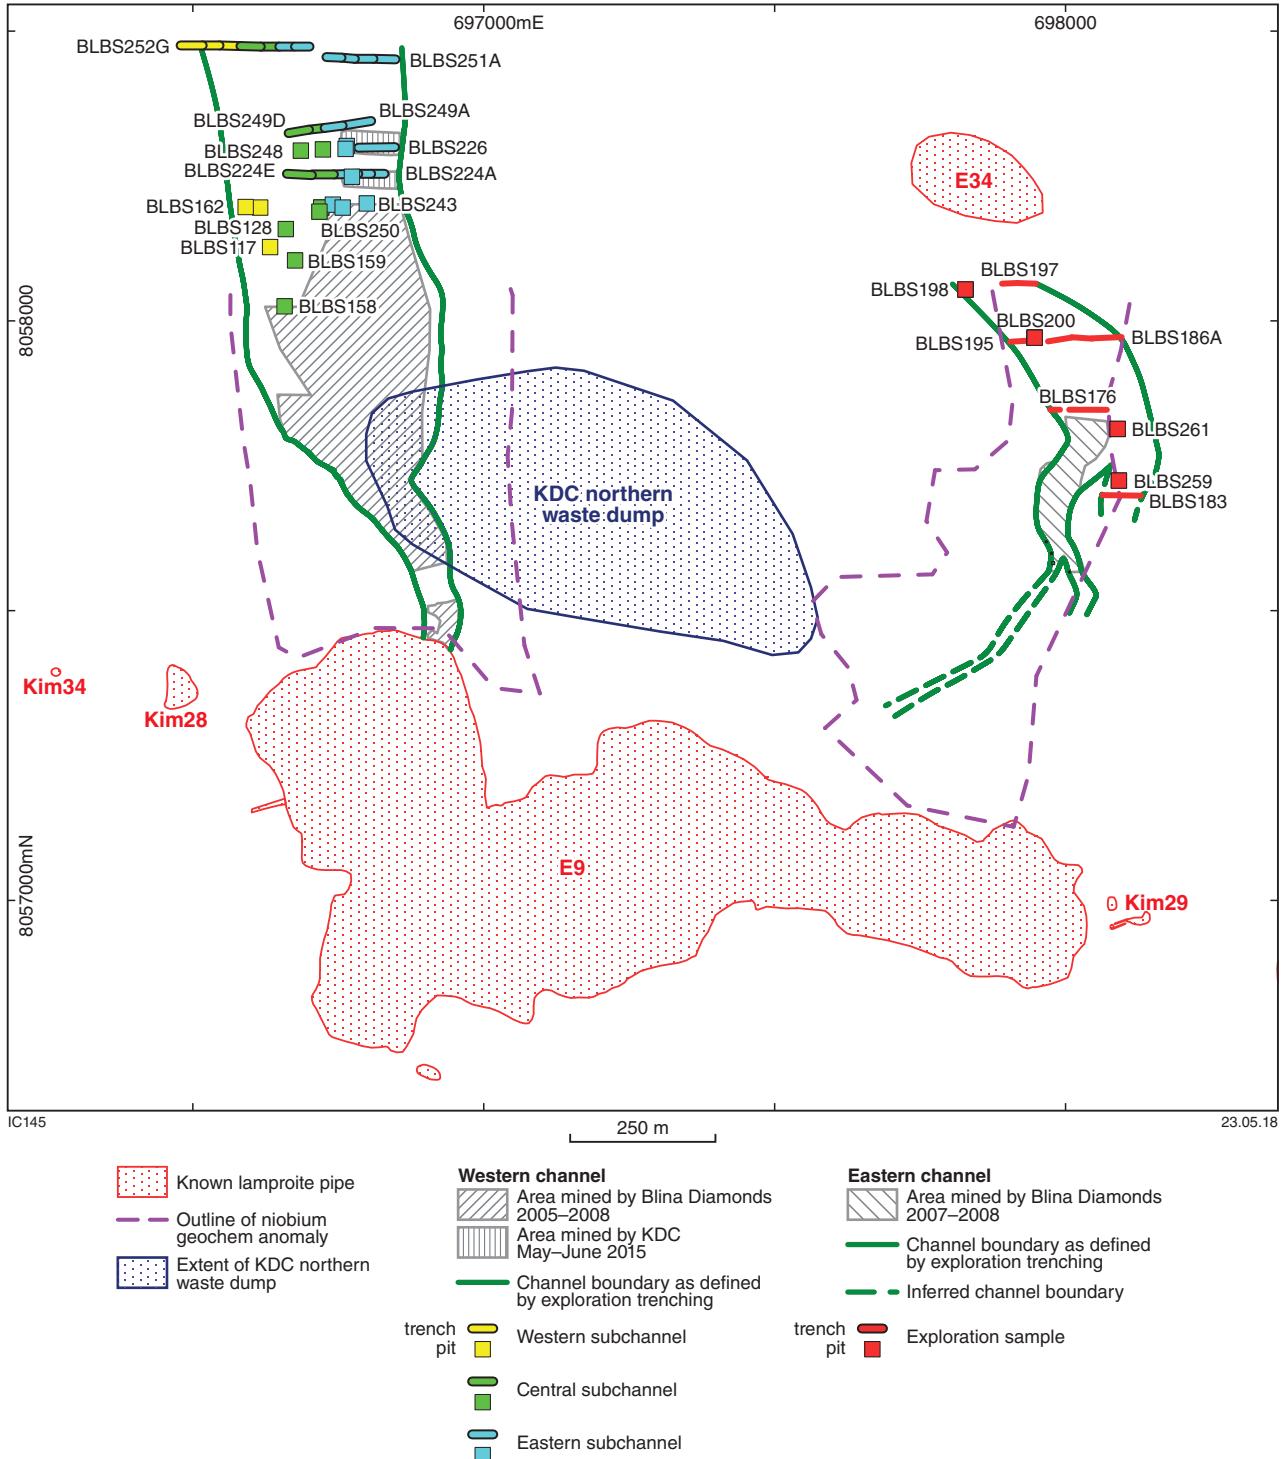 697000mE
698000
BLBS252G
BLBS251A
BLBS249A
BLBS249D
BLBS248
BLBS226
BLBS224E
BLBS224A
BLBS162
BLBS243
BLBS128
BLBS250
BLBS117
BLBS159
BLBS158
E34
BLBS197
BLBS198
BLBS200
BLBS195
BLBS186A
BLBS176
BLBS261
BLBS259
BLBS183
8058000
KDC northern
waste dump
Kim34
Kim28
E9
Kim29
8057000mN
IC145
23.05.18
250 m
Known lamproite pipe
Outline of niobium
geochem anomaly
Extent of KDC northern
waste dump
Western channel
Area mined by Blina Diamonds
2005–2008
Area mined by KDC
May–June 2015
Channel boundary as defined
by exploration trenching
trench
pit
Western subchannel
Central subchannel
Eastern subchannel
Eastern channel
Area mined by Blina Diamonds
2007–2008
Channel boundary as defined
by exploration trenching
Inferred channel boundary
trench
pit
Exploration sample